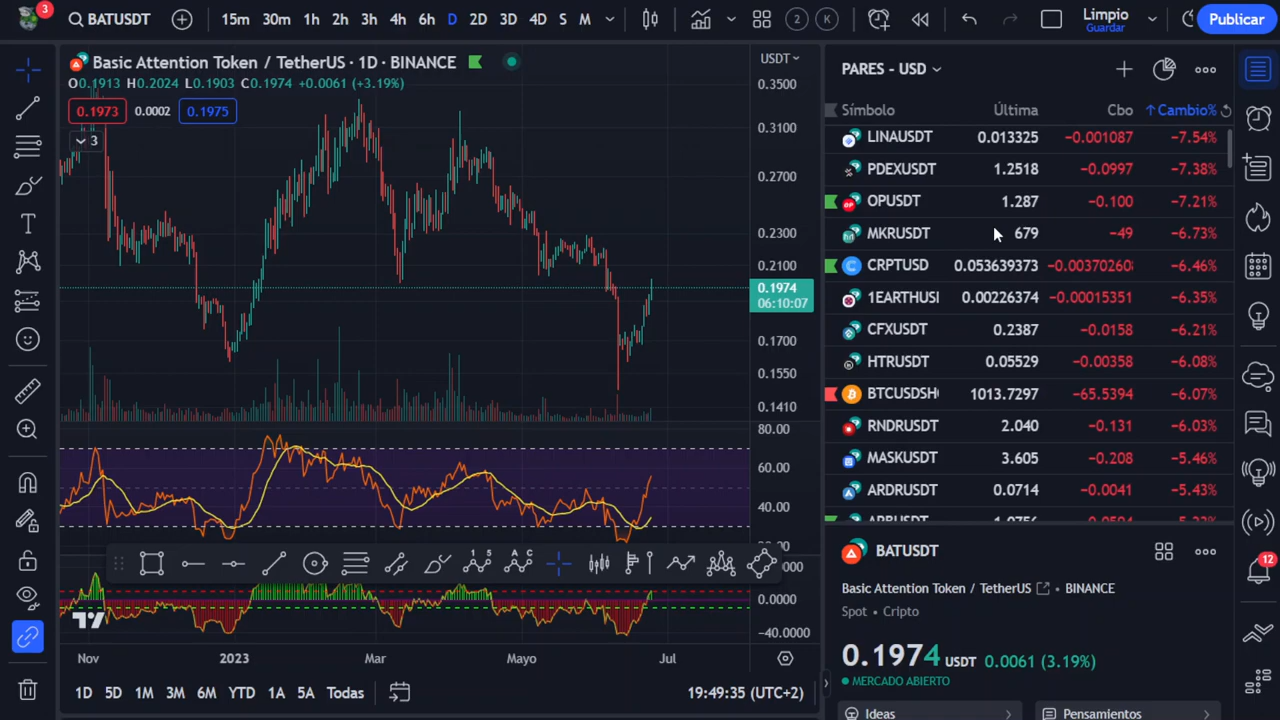 3
BATUSDT 15m 30m 1h 2h 3h 4h 6h D 2D 3D 4D S M 2 K Limpio Publicar
Guardar
Basic Attention Token / TetherUS · 1D · BINANCE
O0.1913 H0.2024 L0.1903 C0.1974 +0.0061 (+3.19%)
0.1973 0.0002 0.1975
3
USDT
0.3500
0.3100
0.2700
0.2300
0.2100
0.1974
06:10:07
0.1700
0.1550
0.1410
80.00
60.00
40.00
0.0000
-40.0000
Nov 2023 Mar Mayo Jul
1D 5D 1M 3M 6M YTD 1A 5A Todas 19:49:35 (UTC+2)
PARES - USD
Símbolo Última Cbo ↑Cambio%
LINAUSDT 0.013325 -0.001087 -7.54%
PDEXUSDT 1.2518 -0.0997 -7.38%
OPUSDT 1.287 -0.100 -7.21%
MKRUSDT 679 -49 -6.73%
CRPTUSD 0.053639373 -0.00370260 -6.46%
1EARTHUSI 0.00226374 -0.00015351 -6.35%
CFXUSDT 0.2387 -0.0158 -6.21%
HTRUSDT 0.05529 -0.00358 -6.08%
BTCUSDSH 1013.7297 -65.5394 -6.07%
RNDRUSDT 2.040 -0.131 -6.03%
MASKUSDT 3.605 -0.208 -5.46%
ARDRUSDT 0.0714 -0.0041 -5.43%
BATUSDT
Basic Attention Token / TetherUS • BINANCE
Spot • Cripto
0.1974 USDT 0.0061 (3.19%)
MERCADO ABIERTO
Ideas Pensamientos
12